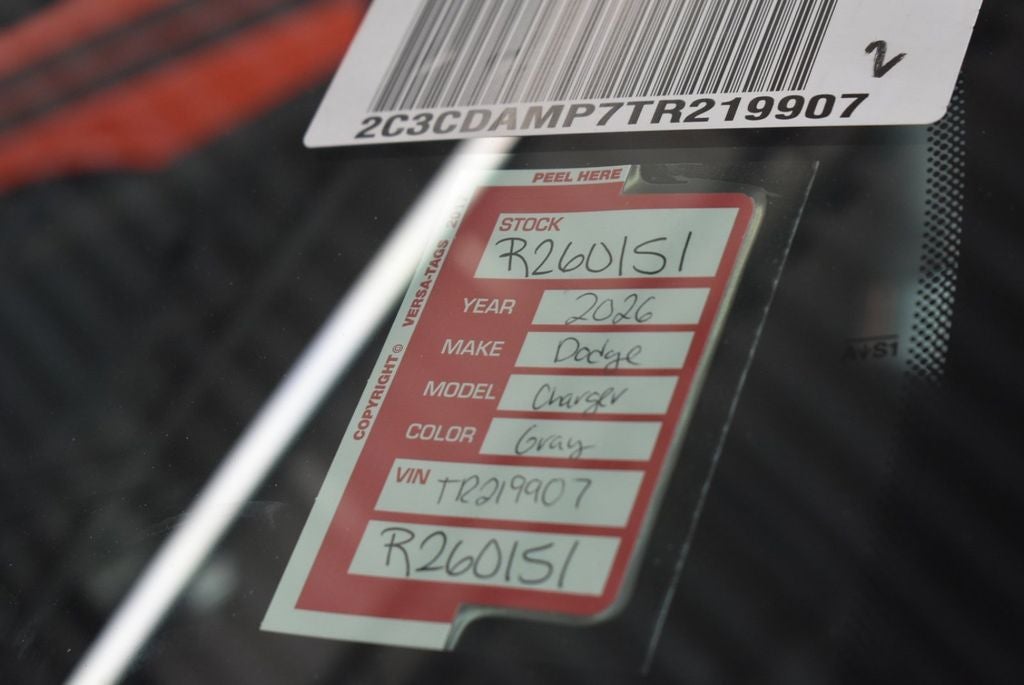 2
2C3CDAMP7TR219907
PEEL HERE
STOCK
R260151
YEAR 2026
MAKE Dodge
MODEL Charger
COLOR Gray
VIN TR219907
R260151
COPYRIGHT © VERSA-TAGS
A↓S1